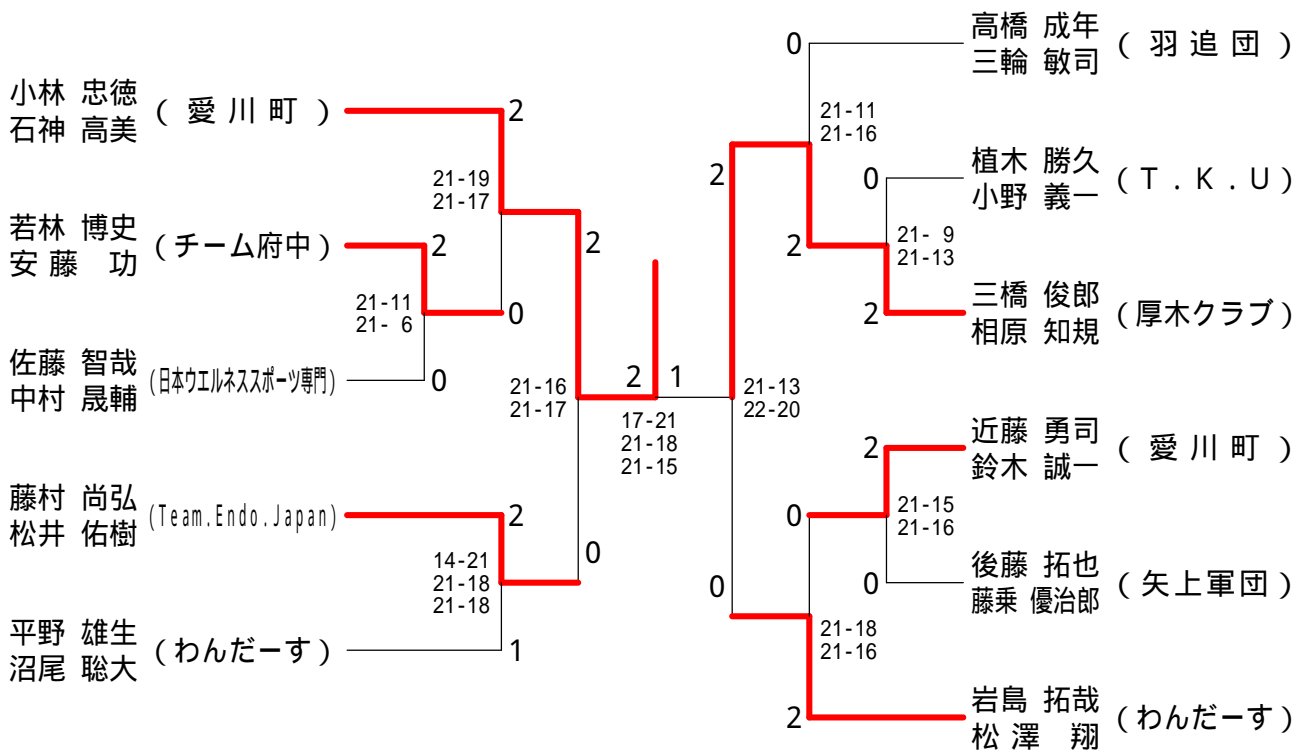 小林 忠徳
石神 高美
( 愛 川 町 )
2
21-19
21-17
若林 博史
安 藤 功
(チーム府中)
2
2
21-11
21- 6
0
佐藤 智哉
中村 晟輔
(日本ウエルネススポーツ専門)
0
21-16
21-17
2
1
17-21
21-18
21-15
藤村 尚弘
松井 佑樹
(Team.Endo.Japan)
2
14-21
21-18
21-18
0
平野 雄生
沼尾 聡大
(わんだーす)
1
高橋 成年
三輪 敏司
( 羽 追 団 )
0
21-11
21-16
2
植木 勝久
小野 義一
(T.K.U)
0
2
21- 9
21-13
三橋 俊郎
相原 知規
(厚木クラブ)
2
21-13
22-20
近藤 勇司
鈴木 誠一
( 愛 川 町 )
2
0
21-15
21-16
後藤 拓也
藤乗 優治郎
(矢上軍団)
0
0
21-18
21-16
岩島 拓哉
松 澤 翔
(わんだーす)
2